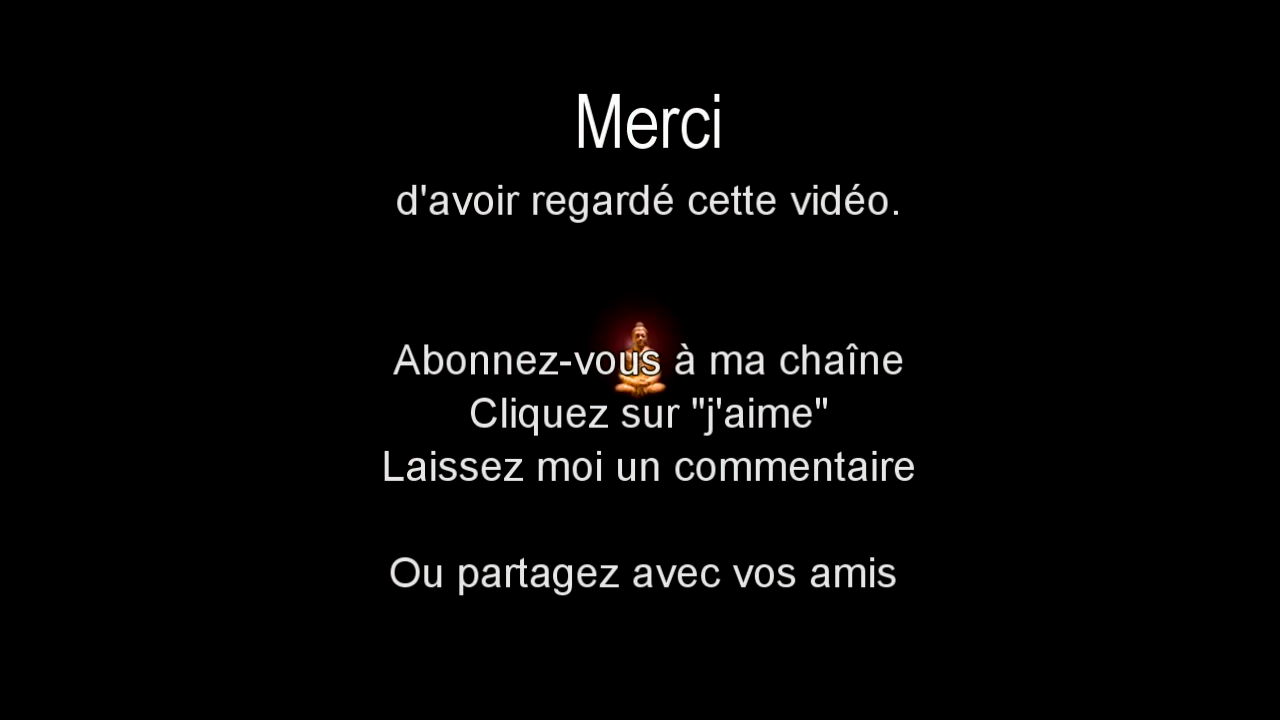 Merci
d'avoir regardé cette vidéo.
Abonnez-vous à ma chaîne
Cliquez sur "j'aime"
Laissez moi un commentaire
Ou partagez avec vos amis